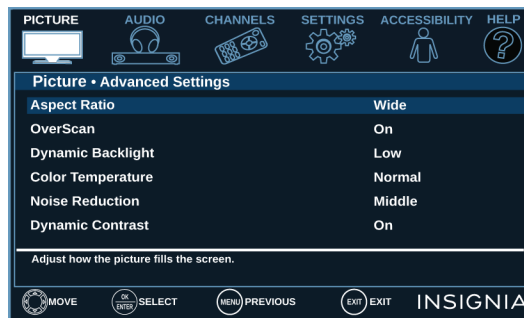 PICTURE AUDIO CHANNELS SETTINGS ACCESSIBILITY HELP
?
Picture • Advanced Settings
Aspect Ratio Wide
OverScan On
Dynamic Backlight Low
Color Temperature Normal
Noise Reduction Middle
Dynamic Contrast On
Adjust how the picture fills the screen.
MOVE OK ENTER SELECT MENU PREVIOUS EXIT EXIT INSIGNIA